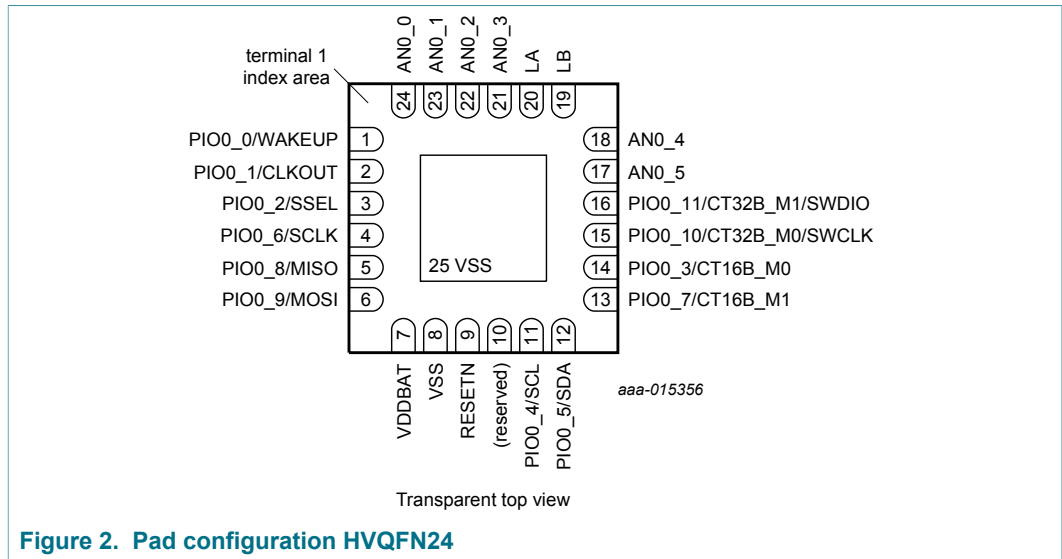 terminal 1
index area
AN0_0
AN0_1
AN0_2
AN0_3
LA
LB
24
23
22
21
20
19
PIO0_0/WAKEUP 1
PIO0_1/CLKOUT 2
PIO0_2/SSEL 3
PIO0_6/SCLK 4
PIO0_8/MISO 5
PIO0_9/MOSI 6
18 AN0_4
17 AN0_5
16 PIO0_11/CT32B_M1/SWDIO
15 PIO0_10/CT32B_M0/SWCLK
14 PIO0_3/CT16B_M0
13 PIO0_7/CT16B_M1
25 VSS
7
8
9
10
11
12
VDDBAT
VSS
RESETN
(reserved)
PIO0_4/SCL
PIO0_5/SDA
aaa-015356
Transparent top view
Figure 2. Pad configuration HVQFN24